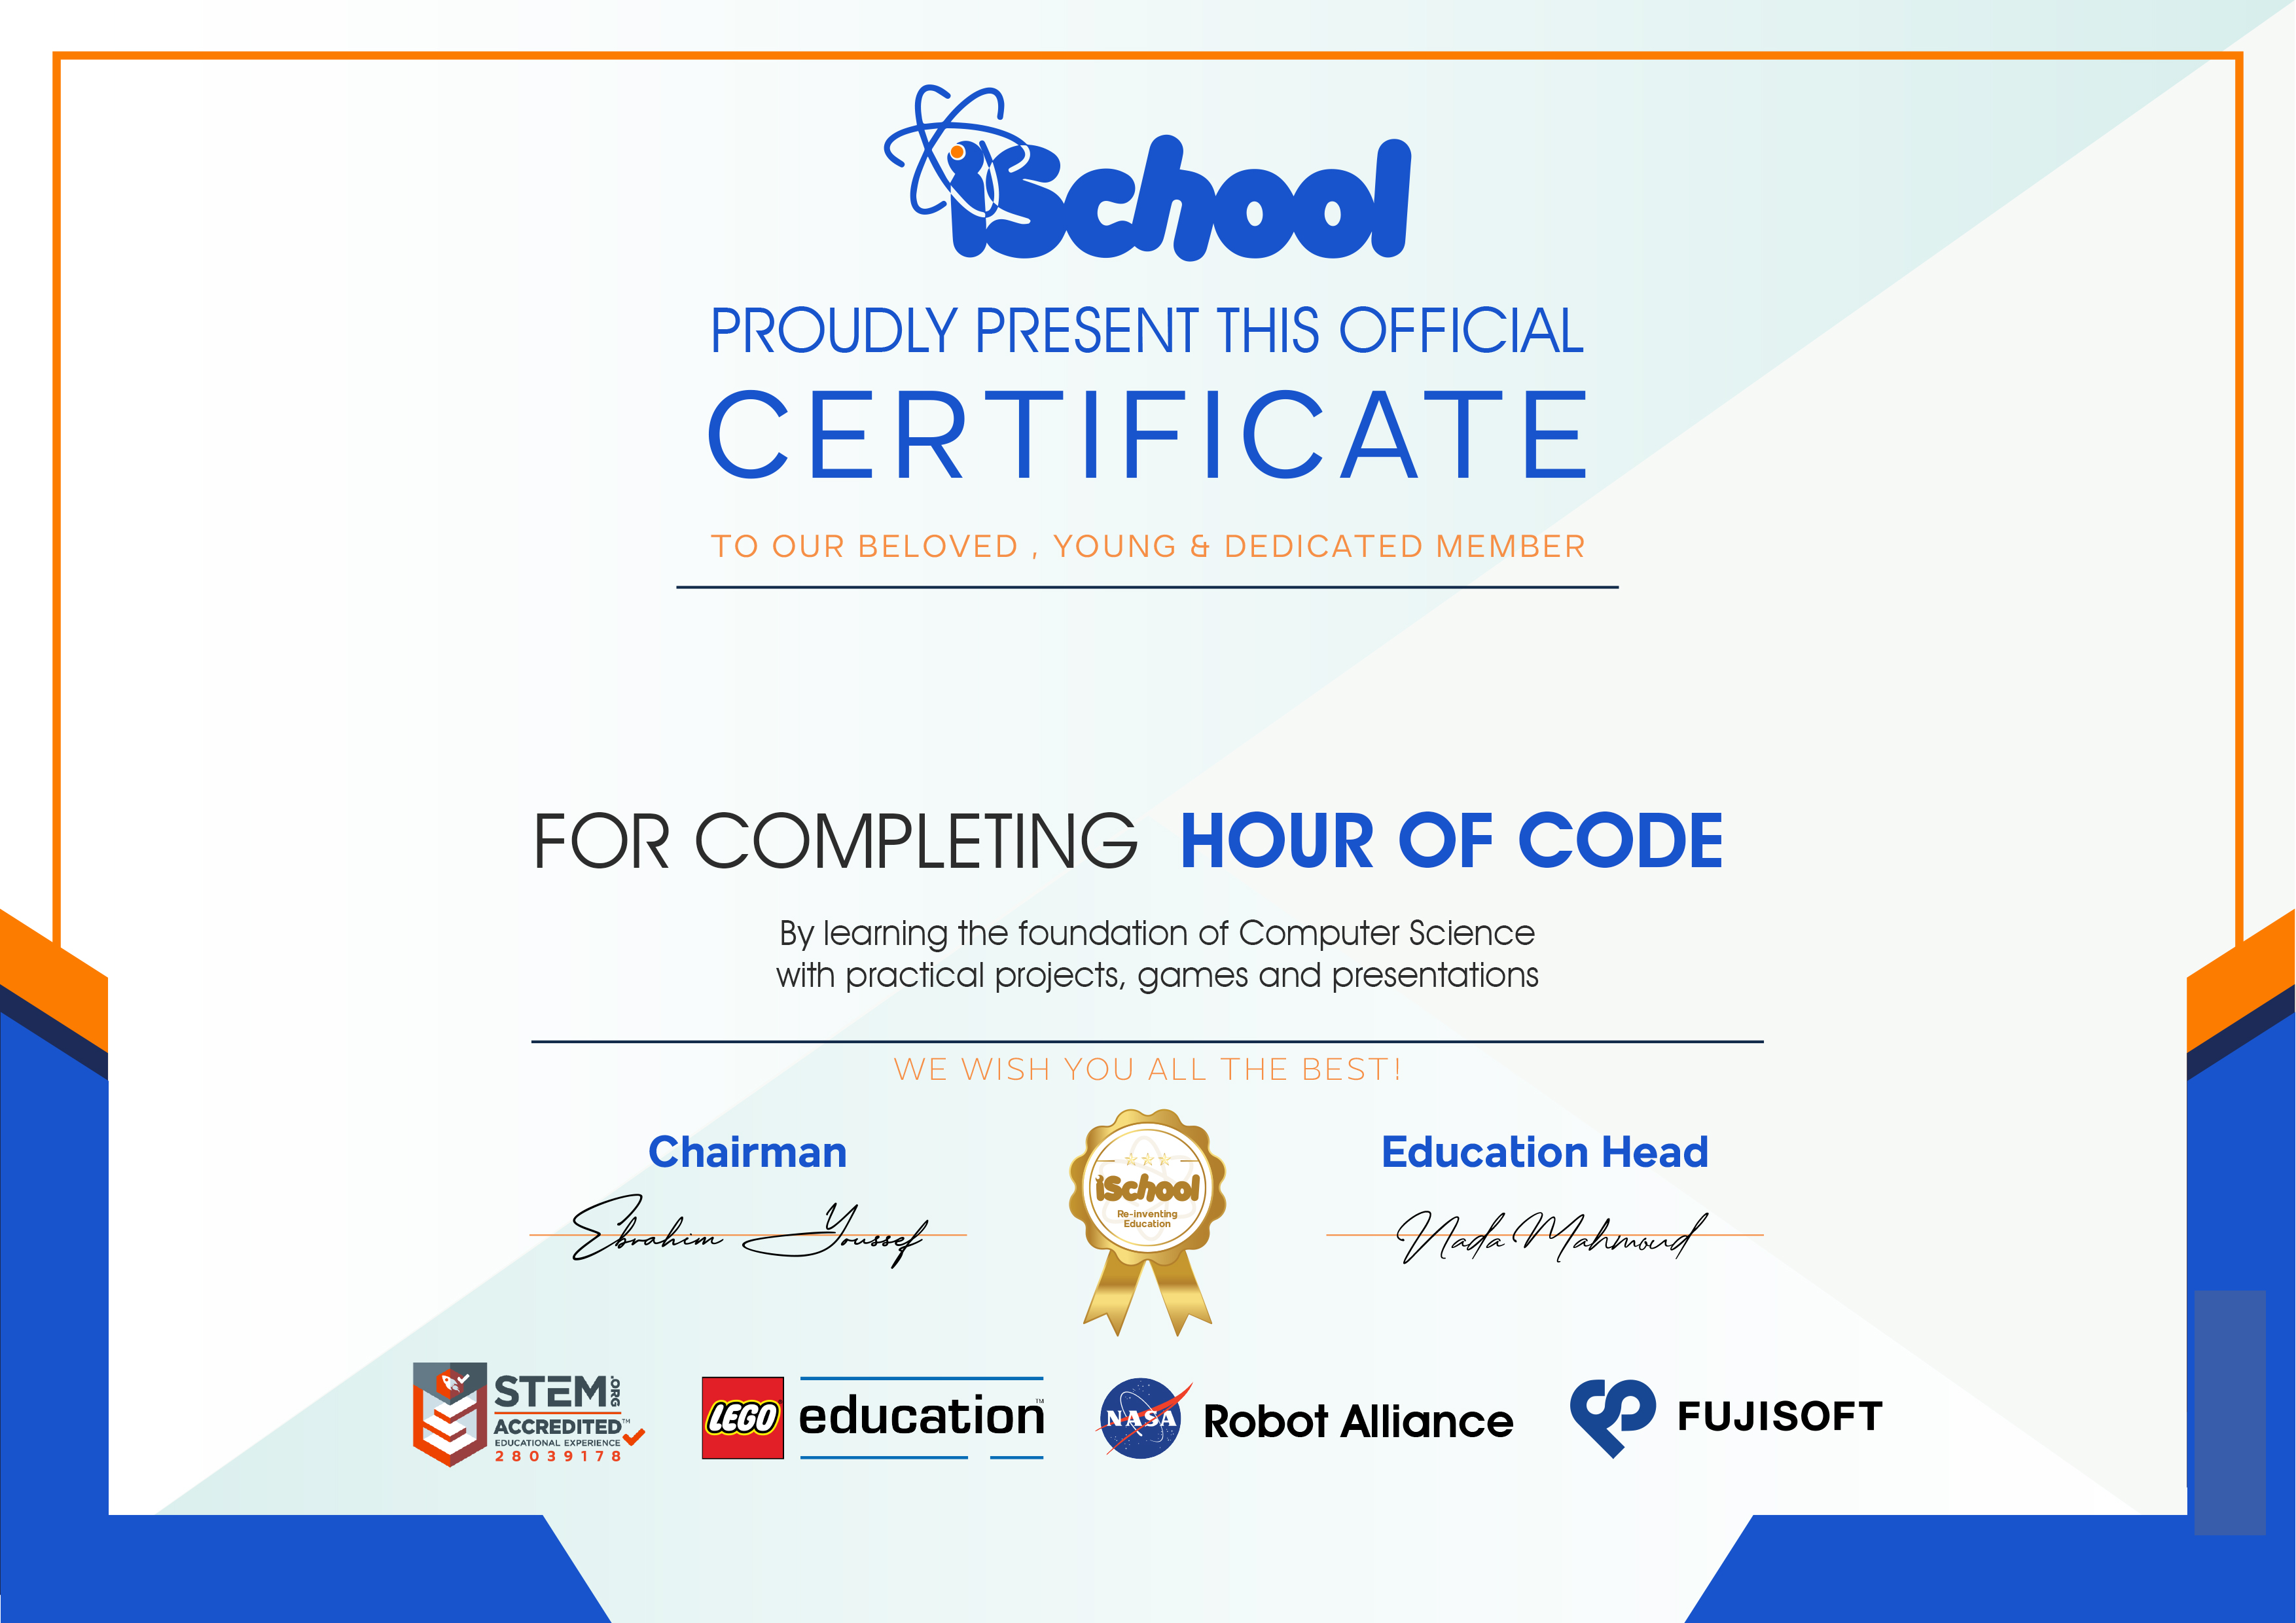 iSchool
PROUDLY PRESENT THIS OFFICIAL
CERTIFICATE
TO OUR BELOVED , YOUNG & DEDICATED MEMBER
FOR COMPLETING HOUR OF CODE
By learning the foundation of Computer Science
with practical projects, games and presentations
WE WISH YOU ALL THE BEST!
Chairman
Ebrahim Youssef
iSchool
Re-inventing
Education
Education Head
Nada Mahmoud
STEM.ORG
ACCREDITED™
EDUCATIONAL EXPERIENCE
28039178
LEGO education™
NASA Robot Alliance
FUJISOFT